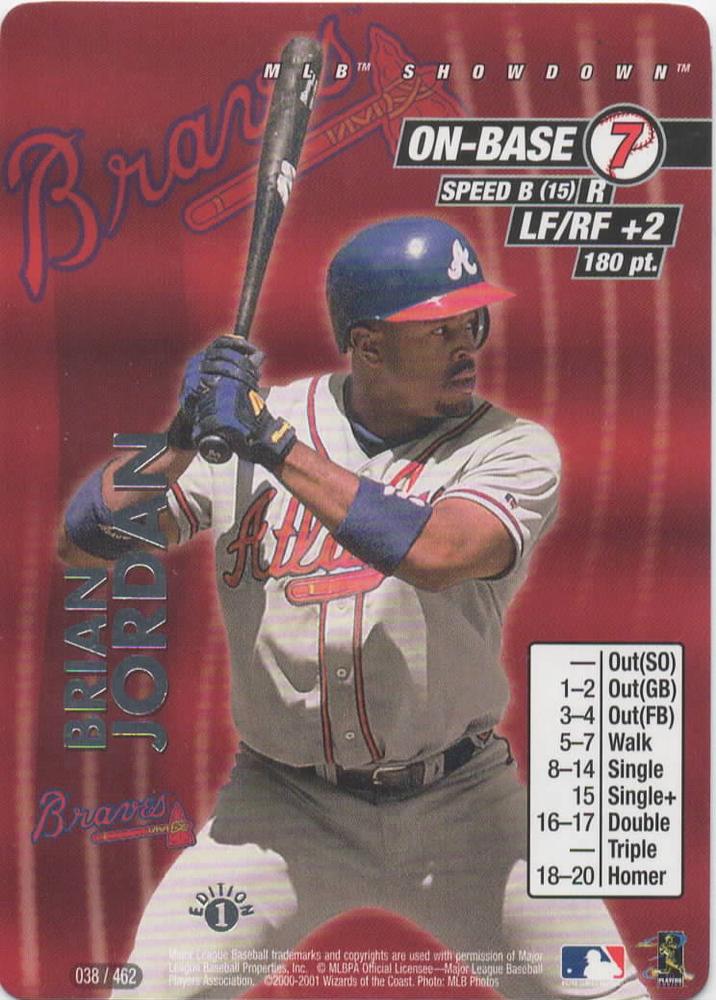 Braves™
MLB™ SHOWDOWN™
ON-BASE 7
SPEED B (15) R
LF/RF +2
180 pt.
A
Atlanta
BRIAN
JORDAN
— Out(SO)
1–2 Out(GB)
3–4 Out(FB)
5–7 Walk
8–14 Single
15 Single+
16–17 Double
— Triple
18–20 Homer
Braves
EDITION
1
038 / 462
Major League Baseball trademarks and copyrights are used with permission of Major
League Baseball Properties, Inc. © MLBPA Official Licensee—Major League Baseball
Players Association. ©2000-2001 Wizards of the Coast. Photo: MLB Photos
PLAYERS